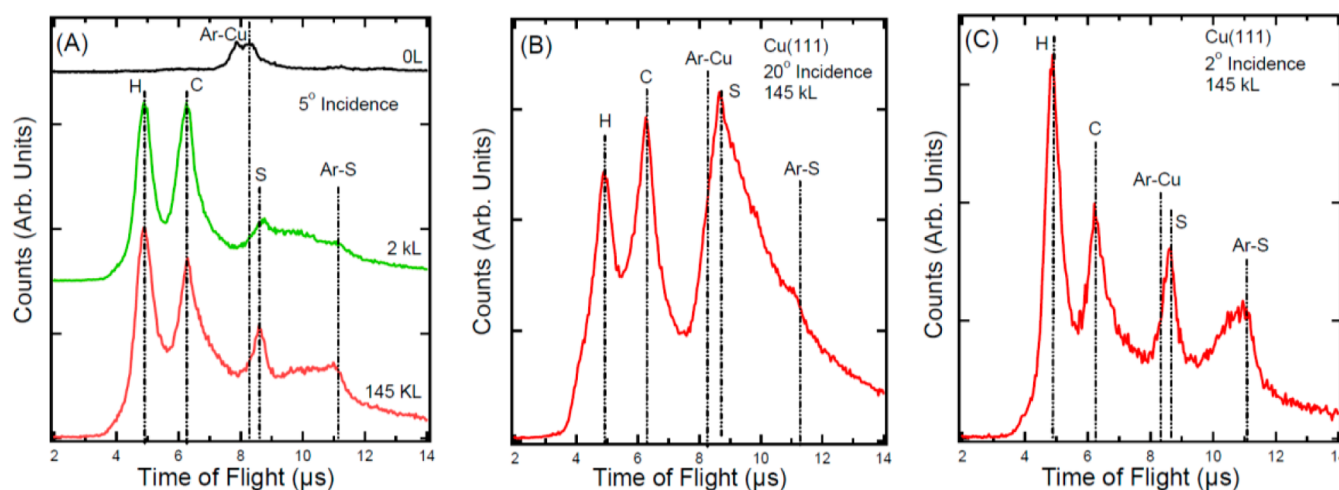 (A)
Ar-Cu
0L
H
C
5° Incidence
S
Ar-S
2 kL
145 KL
Counts (Arb. Units)
2 4 6 8 10 12 14
Time of Flight (µs)
(B)
Cu(111)
20° Incidence
145 kL
H
C
Ar-Cu
S
Ar-S
Counts (Arb. Units)
2 4 6 8 10 12 14
Time of Flight (µs)
(C)
Cu(111)
2° Incidence
145 kL
H
C
Ar-Cu
S
Ar-S
Counts (Arb. Units)
2 4 6 8 10 12 14
Time of Flight (µs)